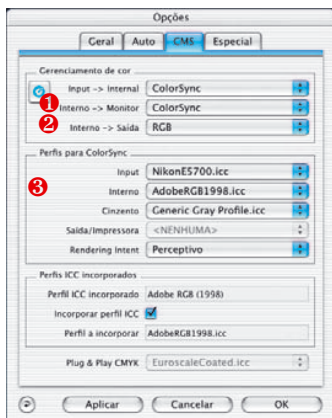 Opções
Geral Auto CMS Especial
Gerenciamento de cor
Input -> Internal ColorSync
1 Interno -> Monitor ColorSync
2 Interno -> Saída RGB
Perfis para ColorSync
Input NikonE5700.icc
3 Interno AdobeRGB1998.icc
Cinzento Generic Gray Profile.icc
Saída/Impressora <NENHUMA>
Rendering Intent Perceptivo
Perfis ICC incorporados
Perfil ICC incorporado Adobe RGB (1998)
Incorporar perfil ICC
Perfil a incorporar AdobeRGB1998.icc
Plug & Play CMYK EuroscaleCoated.icc
Aplicar Cancelar OK